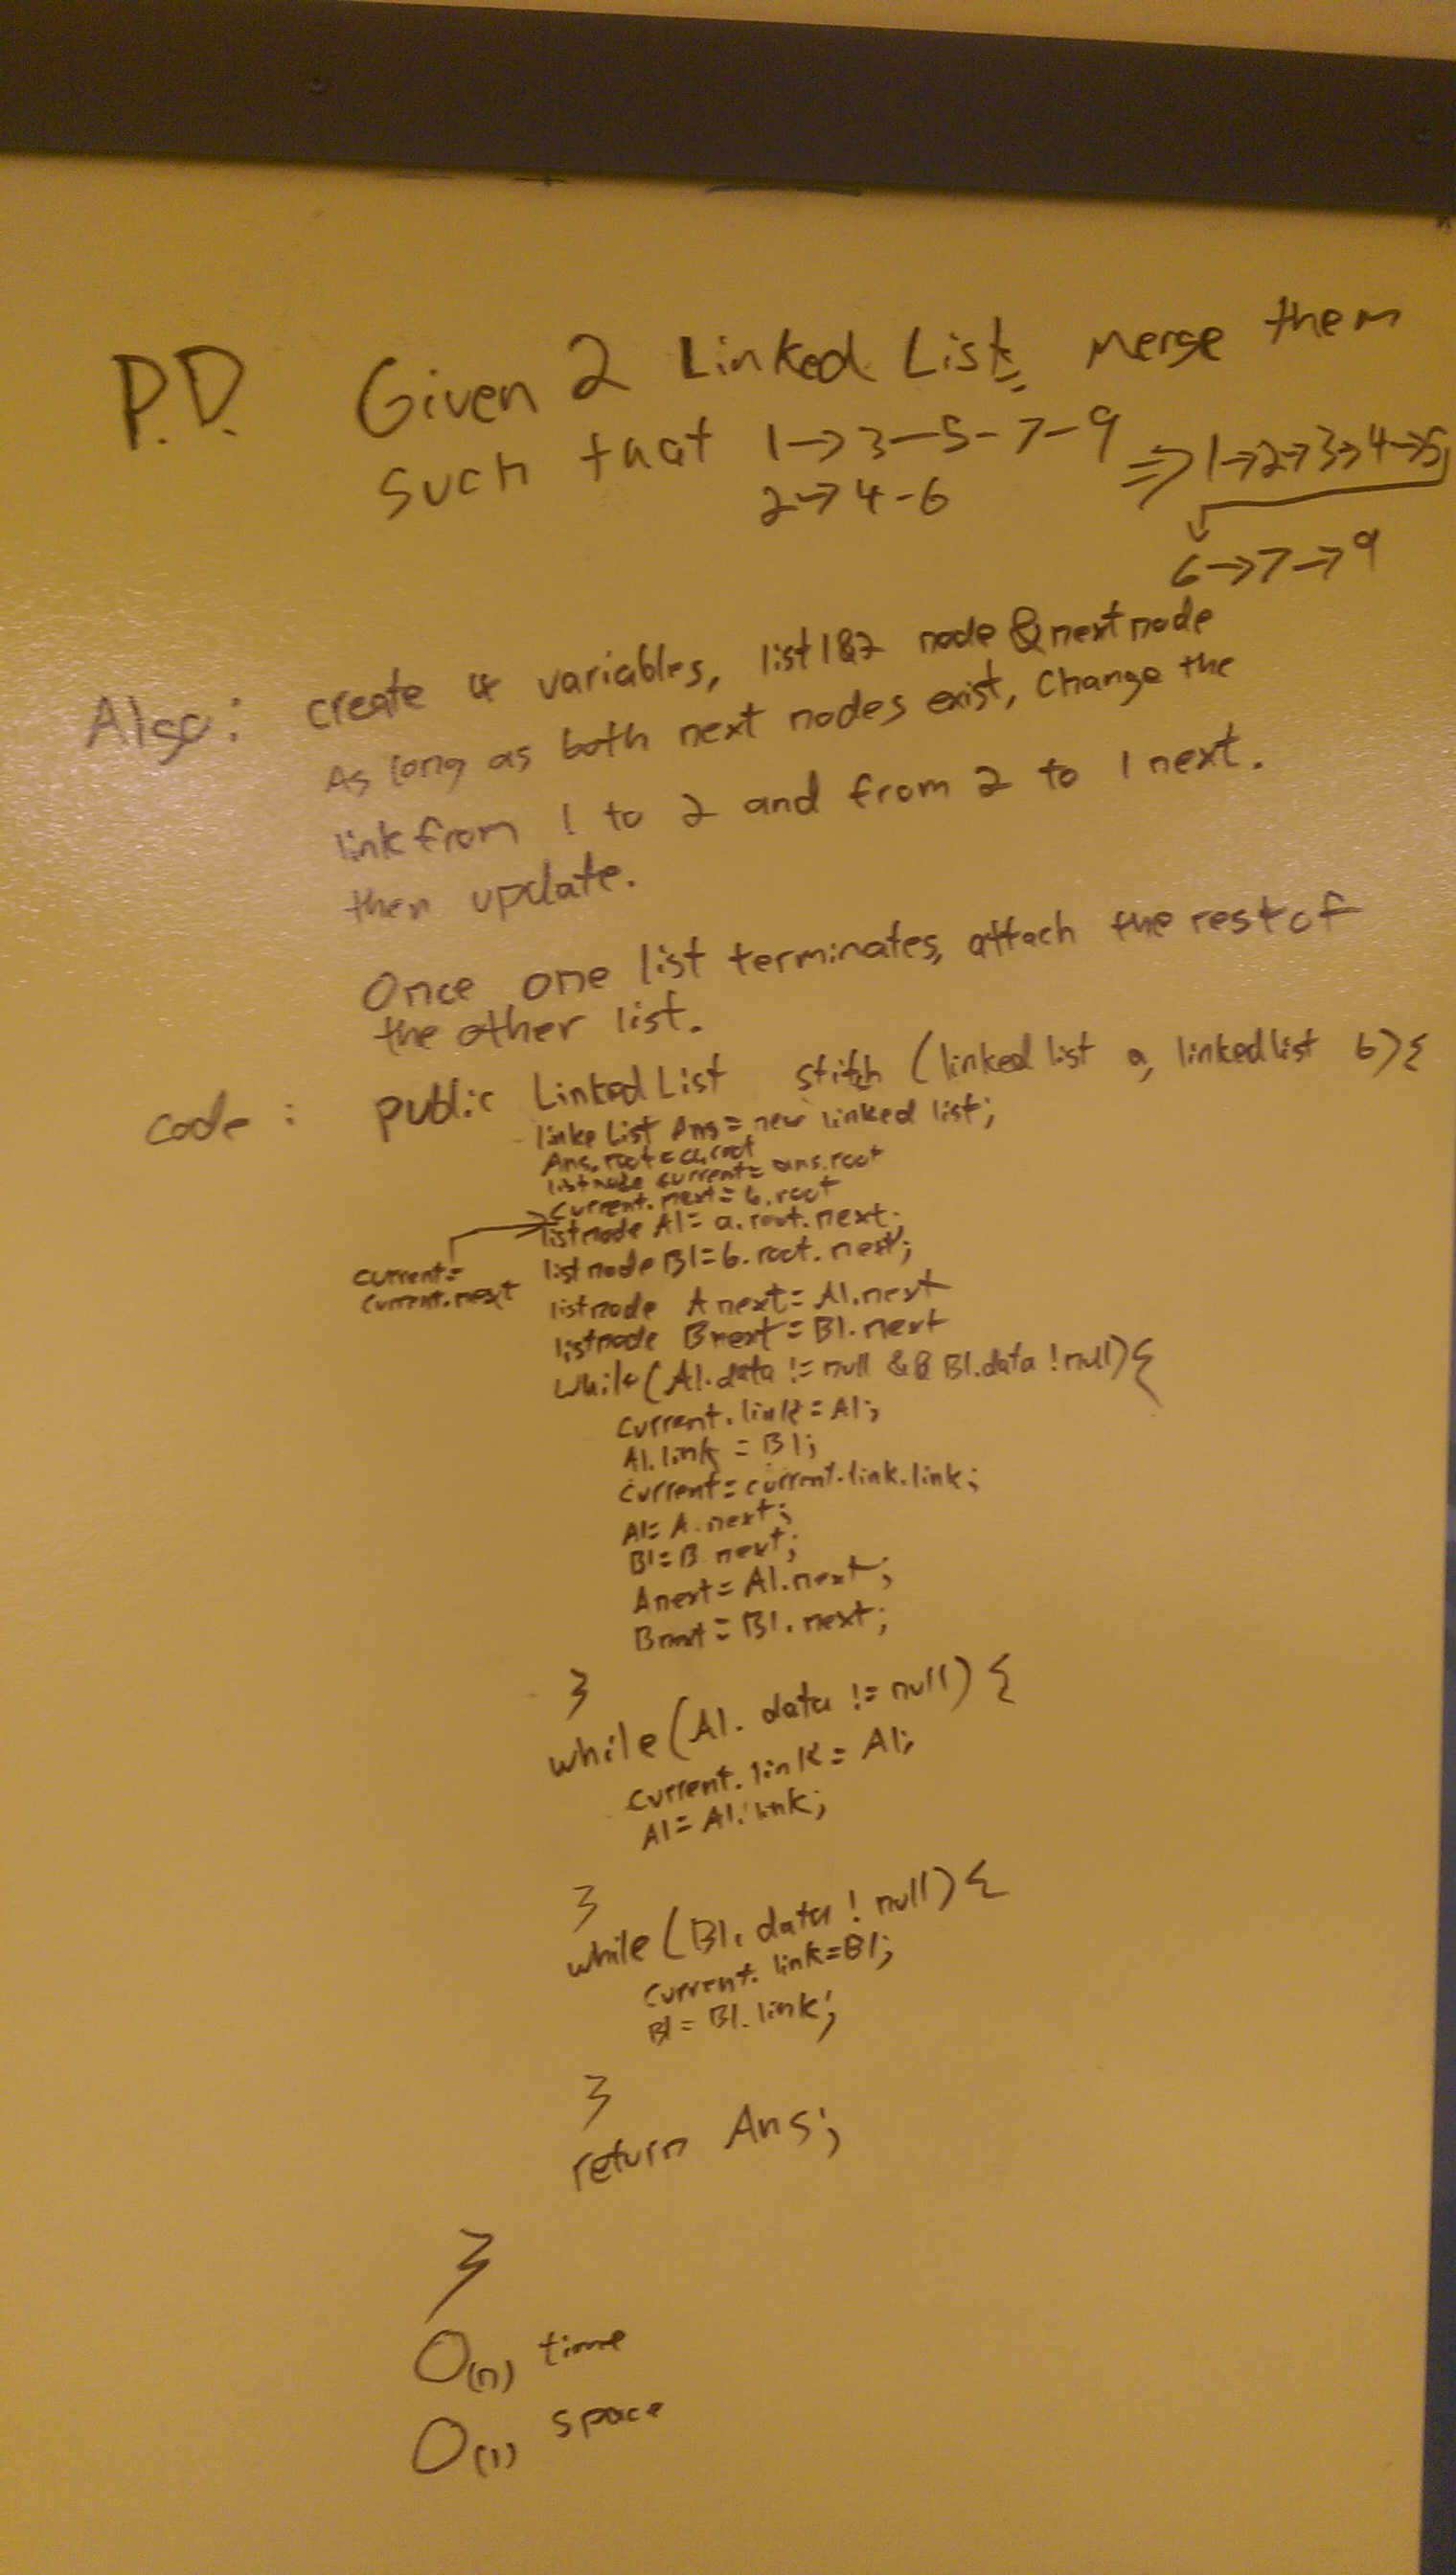 P.D. Given 2 Linked Lists, Merge them
such that 1→3-5-7-9 ⇒ 1→2→3→4→5,
2→4-6
6→7→9
Algo: create 4 variables, list 1&2 node & next node
As long as both next nodes exist, change the
link from 1 to 2 and from 2 to 1 next.
then update.
Once one list terminates, attach the rest of
the other list.
code: public Linked List stitch (linked list a, linkedlist b){
linke List Ans = new linked list;
Ans.root = a.root
listnode current = ans.root
current.next = b.root
listnode A1 = a.root.next;
current = 
current.next
listnode B1 = b.root.next;
listnode Anext = A1.next
listnode Bnext = B1.next
while (A1.data != null && B1.data ! null){
current.link = A1;
A1.link = B1;
current = current.link.link;
A1 = A.next;
B1 = B.next;
Anext = A1.next;
Bnext = B1.next;
}
while (A1.data != null) {
current.link = A1;
A1 = A1.link;
}
while (B1.data ! null) {
current.link = B1;
B1 = B1.link;
}
return Ans;
}
O(n) time
O(1) space